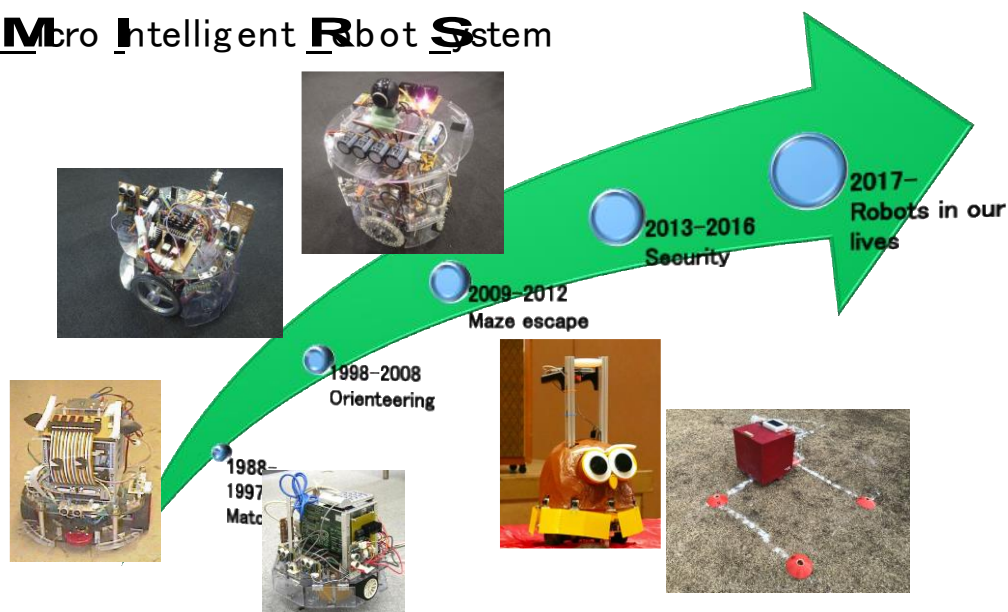 Micro Intelligent Robot System
2017-
Robots in our
lives
2013-2016
Security
2009-2012
Maze escape
1998-2008
Orienteering
1988-
1997